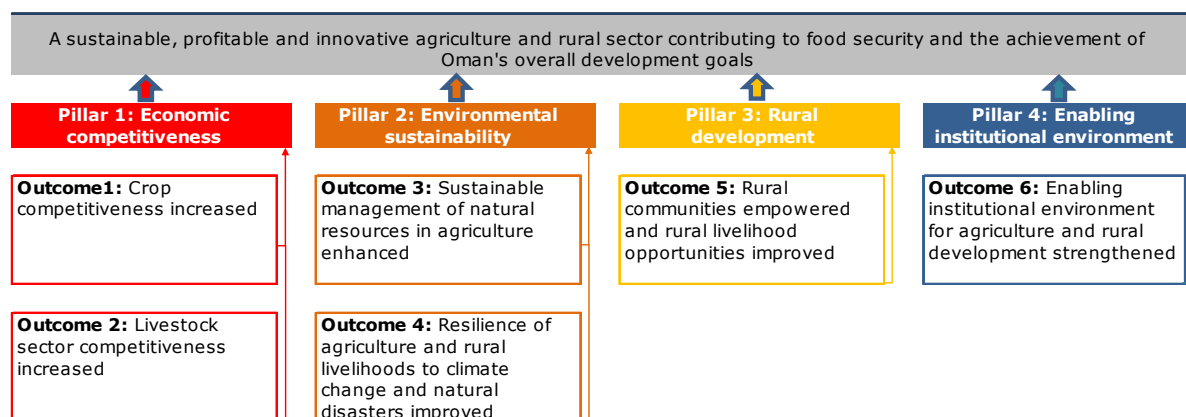 A sustainable, profitable and innovative agriculture and rural sector contributing to food security and the achievement of
Oman's overall development goals
Pillar 1: Economic
competitiveness
Pillar 2: Environmental
sustainability
Pillar 3: Rural
development
Pillar 4: Enabling
institutional environment
Outcome1: Crop
competitiveness increased
Outcome 3: Sustainable
management of natural
resources in agriculture
enhanced
Outcome 5: Rural
communities empowered
and rural livelihood
opportunities improved
Outcome 6: Enabling
institutional environment
for agriculture and rural
development strengthened
Outcome 2: Livestock
sector competitiveness
increased
Outcome 4: Resilience of
agriculture and rural
livelihoods to climate
change and natural
disasters improved